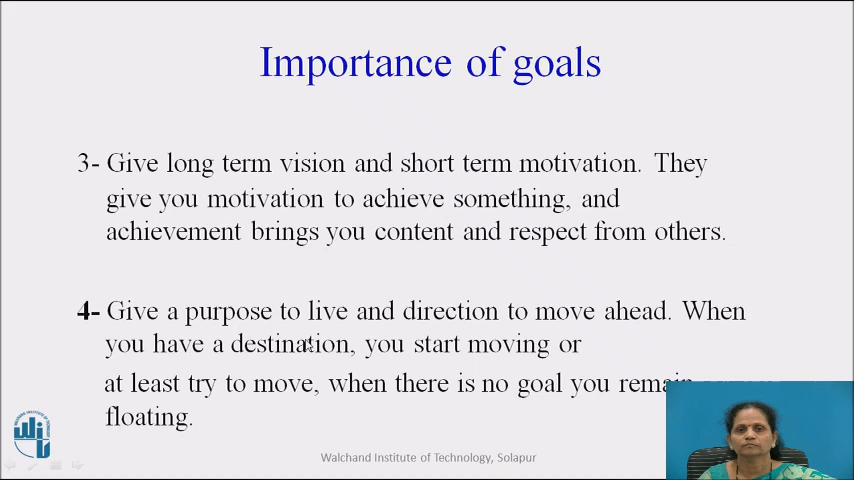 Importance of goals
3- Give long term vision and short term motivation. They
give you motivation to achieve something, and
achievement brings you content and respect from others.
4- Give a purpose to live and direction to move ahead. When
you have a destination, you start moving or
at least try to move, when there is no goal you remain
floating.
Walchand Institute of Technology, Solapur